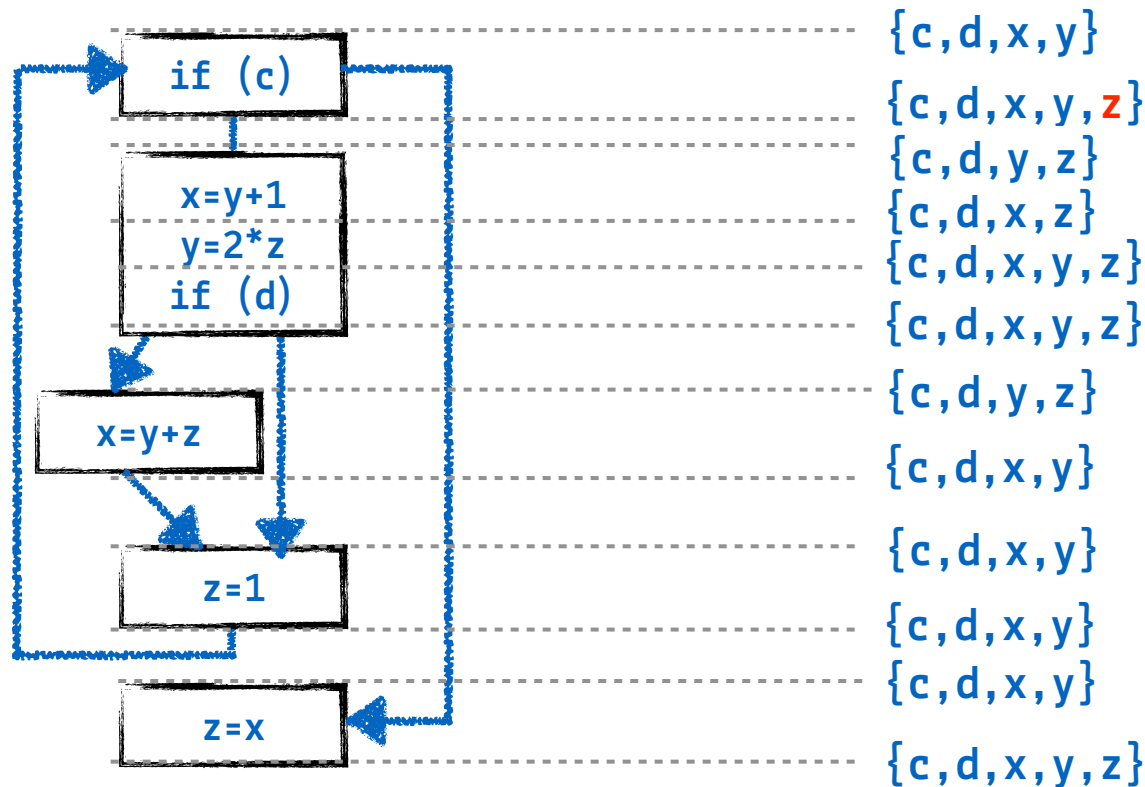 if (c)
x=y+1
y=2*z
if (d)
x=y+z
z=1
z=x
{c,d,x,y}
{c,d,x,y,z}
{c,d,y,z}
{c,d,x,z}
{c,d,x,y,z}
{c,d,x,y,z}
{c,d,y,z}
{c,d,x,y}
{c,d,x,y}
{c,d,x,y}
{c,d,x,y}
{c,d,x,y,z}